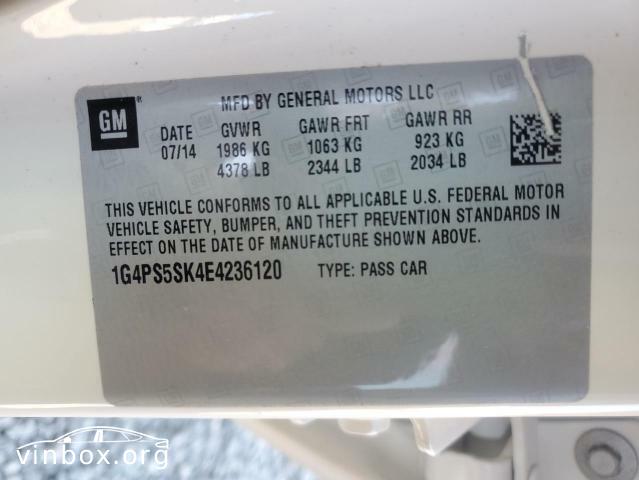 GM
®
MFD BY GENERAL MOTORS LLC
DATE GVWR GAWR FRT GAWR RR
07/14 1986 KG 1063 KG 923 KG
4378 LB 2344 LB 2034 LB
THIS VEHICLE CONFORMS TO ALL APPLICABLE U.S. FEDERAL MOTOR
VEHICLE SAFETY, BUMPER, AND THEFT PREVENTION STANDARDS IN
EFFECT ON THE DATE OF MANUFACTURE SHOWN ABOVE.
1G4PS5SK4E4236120 TYPE: PASS CAR
vinbox.org